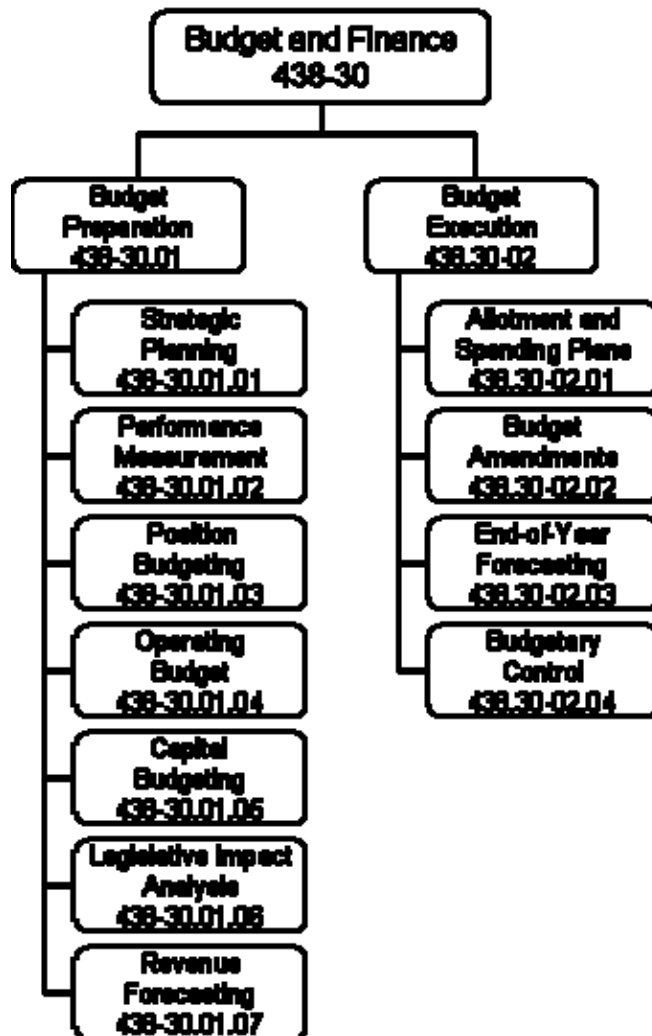 Budget and Finance
438-30
Budget
Preparation
438-30.01
Strategic
Planning
438-30.01.01
Performance
Measurement
438-30.01.02
Position
Budgeting
438-30.01.03
Operating
Budget
438-30.01.04
Capital
Budgeting
438-30.01.05
Legislative Impact
Analysis
438-30.01.06
Revenue
Forecasting
438-30.01.07
Budget
Execution
438.30-02
Allotment and
Spending Plans
438.30-02.01
Budget
Amendments
438.30-02.02
End-of-Year
Forecasting
438.30-02.03
Budgetary
Control
438.30-02.04